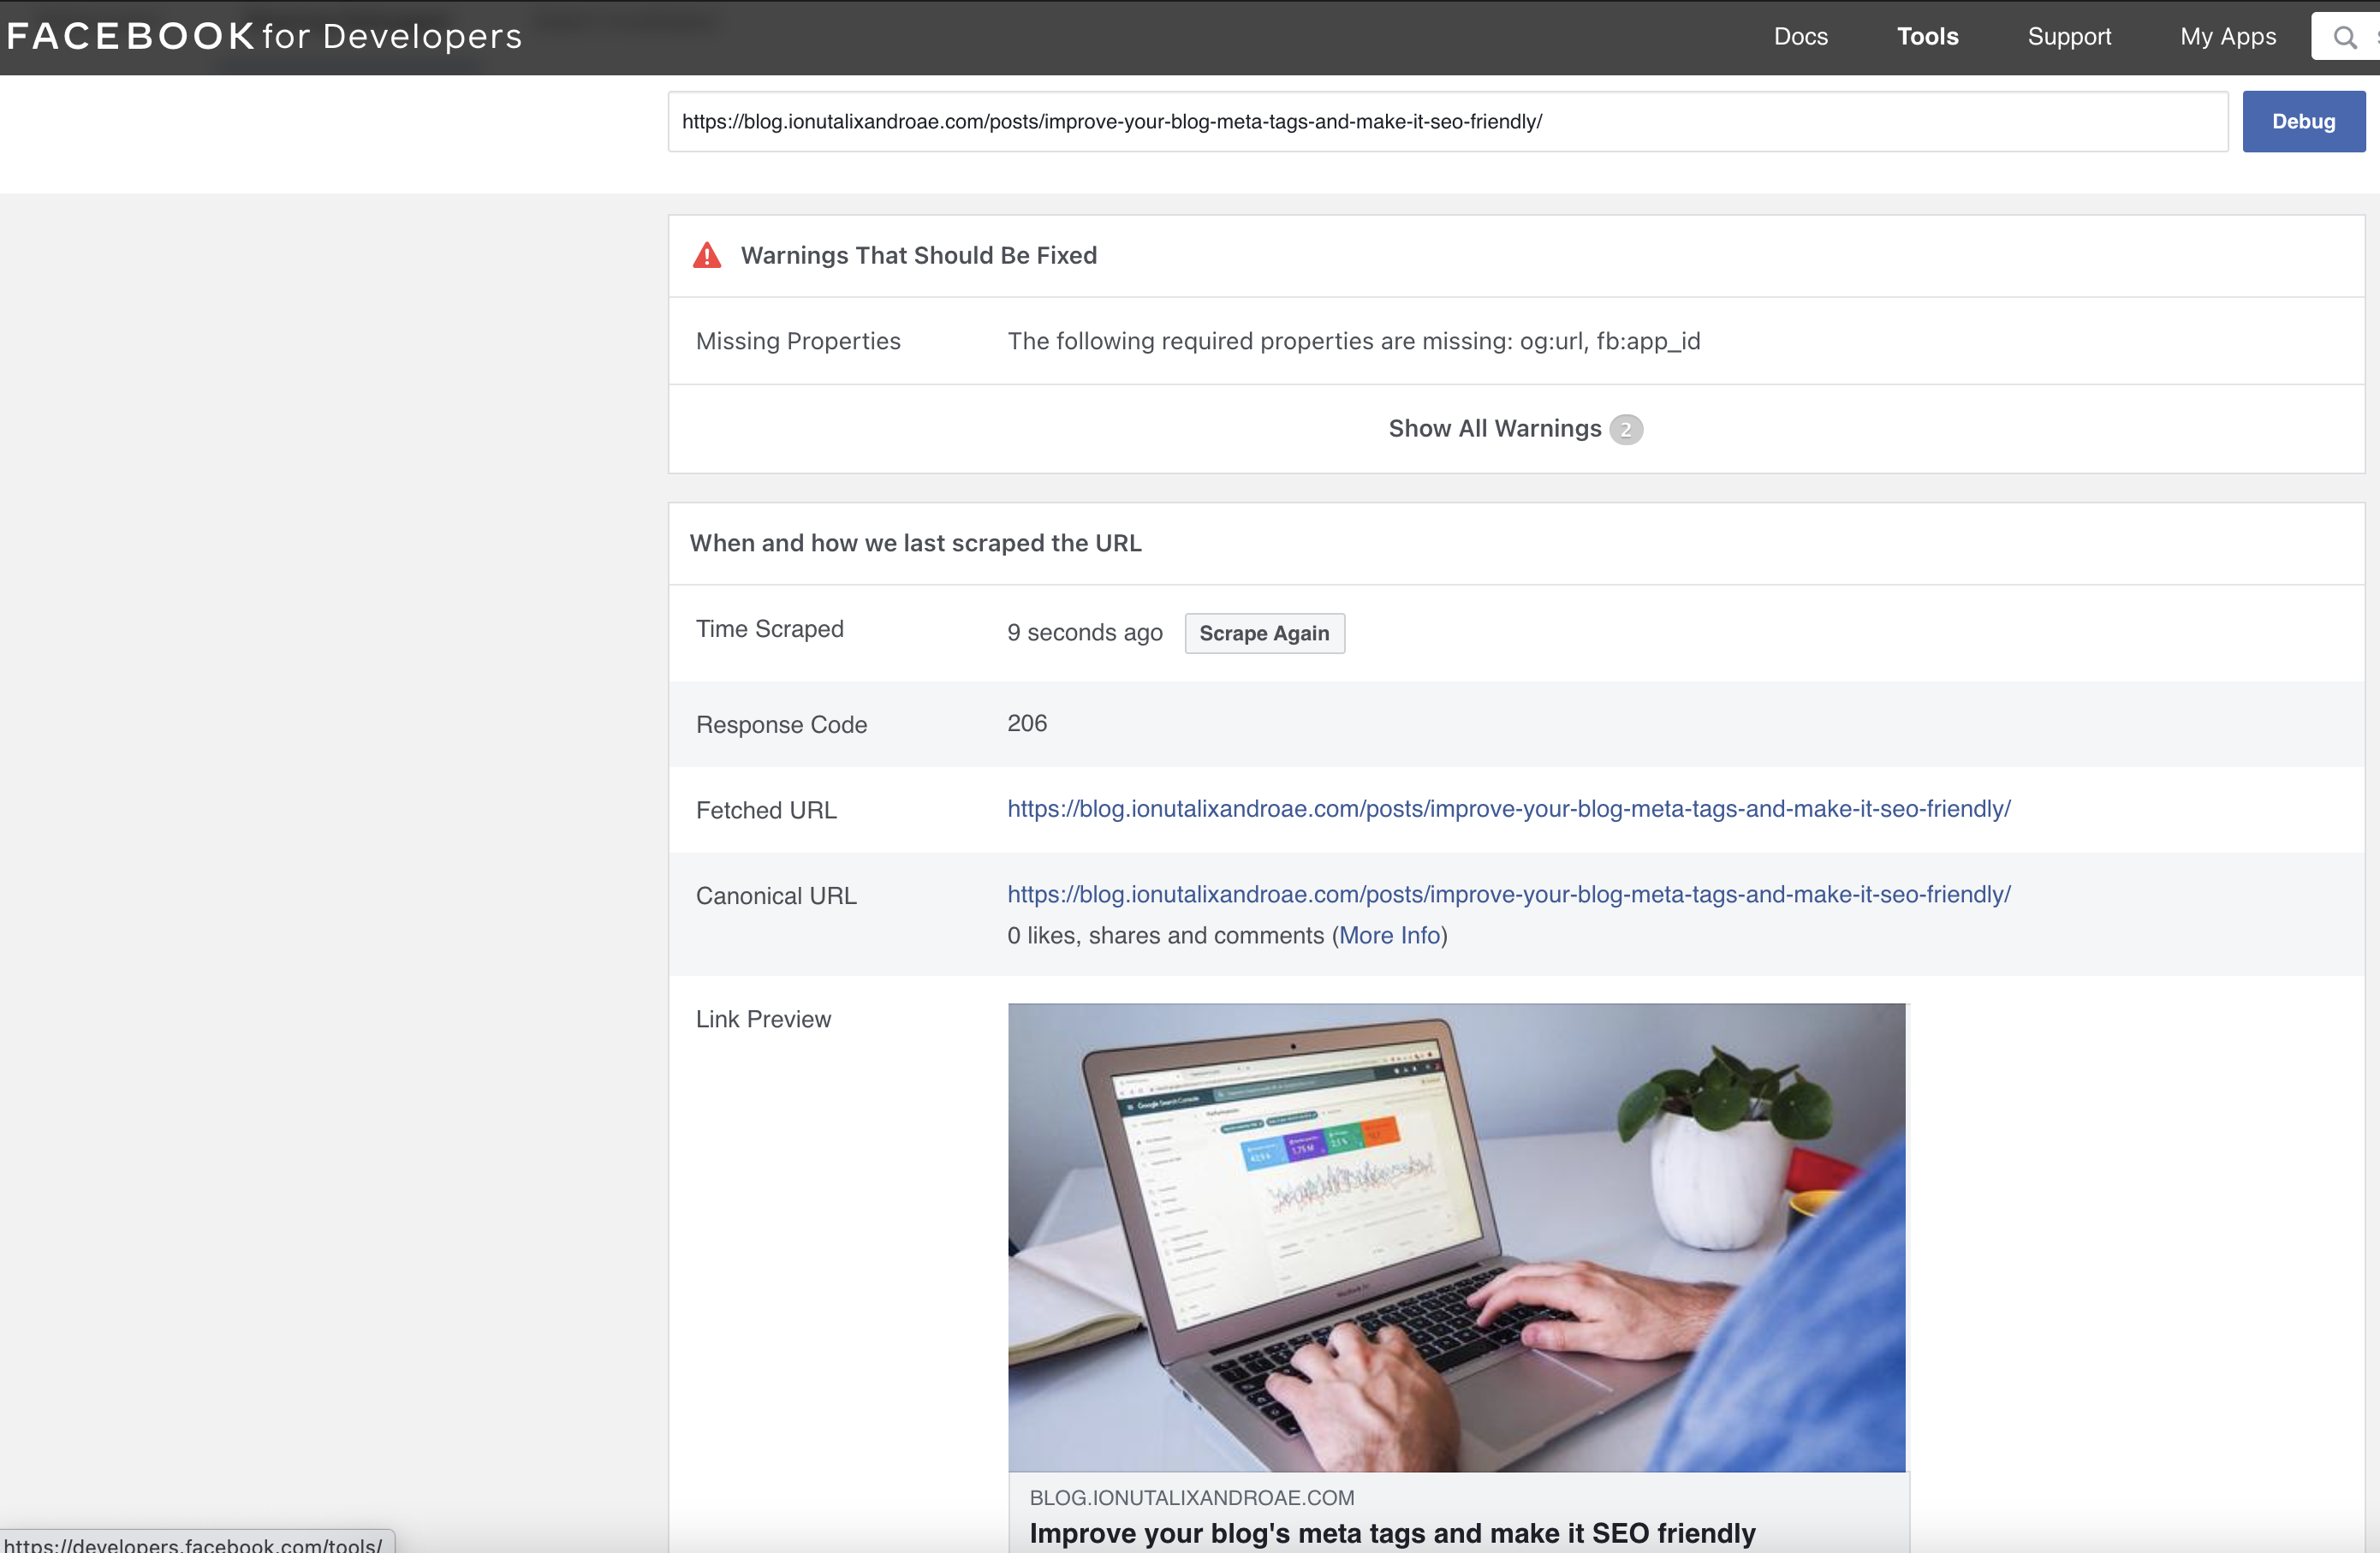 FACEBOOK for Developers
Docs
Tools
Support
My Apps
https://blog.ionutalixandroae.com/posts/improve-your-blog-meta-tags-and-make-it-seo-friendly/
Debug
Warnings That Should Be Fixed
Missing Properties
The following required properties are missing: og:url, fb:app_id
Show All Warnings 2
When and how we last scraped the URL
Time Scraped
9 seconds ago
Scrape Again
Response Code
206
Fetched URL
https://blog.ionutalixandroae.com/posts/improve-your-blog-meta-tags-and-make-it-seo-friendly/
Canonical URL
https://blog.ionutalixandroae.com/posts/improve-your-blog-meta-tags-and-make-it-seo-friendly/
0 likes, shares and comments (More Info)
Link Preview
Google Search Console
BLOG.IONUTALIXANDROAE.COM
Improve your blog's meta tags and make it SEO friendly
https://developers.facebook.com/tools/